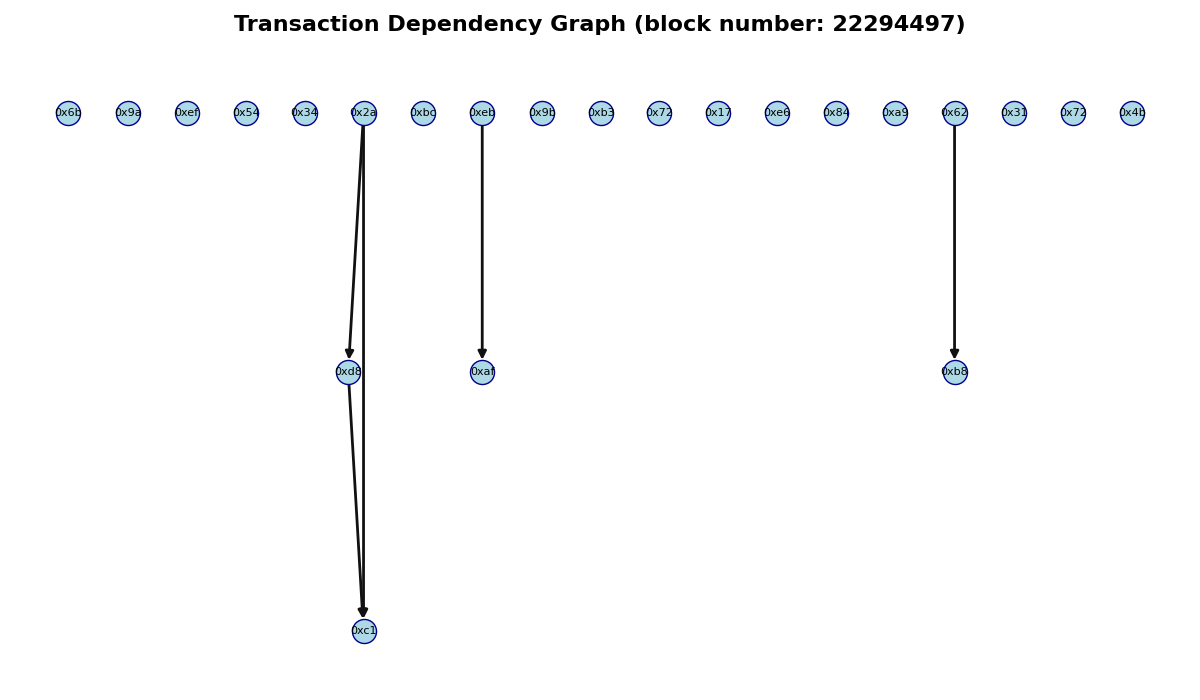 Transaction Dependency Graph (block number: 22294497)
0x6b 0x9a 0xef 0x54 0x34 0x2a 0xbc 0xeb 0x9b 0xb3 0x72 0x17 0xe6 0x84 0xa9 0x62 0x31 0x72 0x4b
0xd8 0xaf 0xb8
0xc1